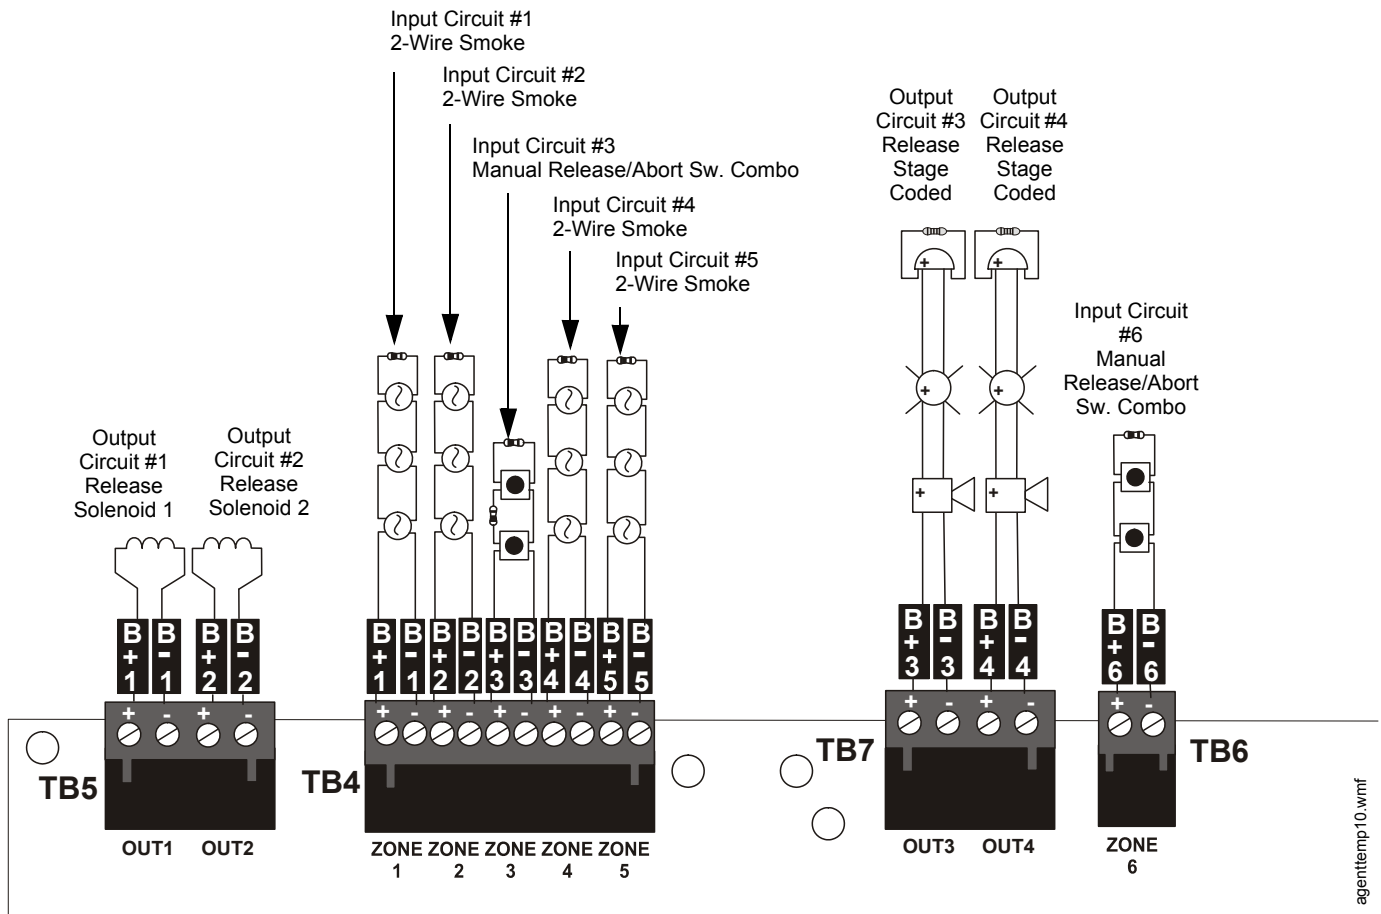 Input Circuit #1
2-Wire Smoke
Input Circuit #2
2-Wire Smoke
Input Circuit #3
Manual Release/Abort Sw. Combo
Input Circuit #4
2-Wire Smoke
Input Circuit #5
2-Wire Smoke
Output
Circuit #3
Release
Stage
Coded
Output
Circuit #4
Release
Stage
Coded
Input Circuit
#6
Manual
Release/Abort
Sw. Combo
Output
Circuit #1
Release
Solenoid 1
Output
Circuit #2
Release
Solenoid 2
+
+
+
+
+
+
B+1
B-1
B+2
B-2
B+1
B-1
B+2
B-2
B+3
B-3
B+4
B-4
B+5
B-5
B+3
B-3
B+4
B-4
B+6
B-6
+ - + -
+ - + - + - + - + -
+ - + -
+ -
TB5
TB4
TB7
TB6
OUT1 OUT2
ZONE 1
ZONE 2
ZONE 3
ZONE 4
ZONE 5
OUT3 OUT4
ZONE 6
agenttemp10.wmf